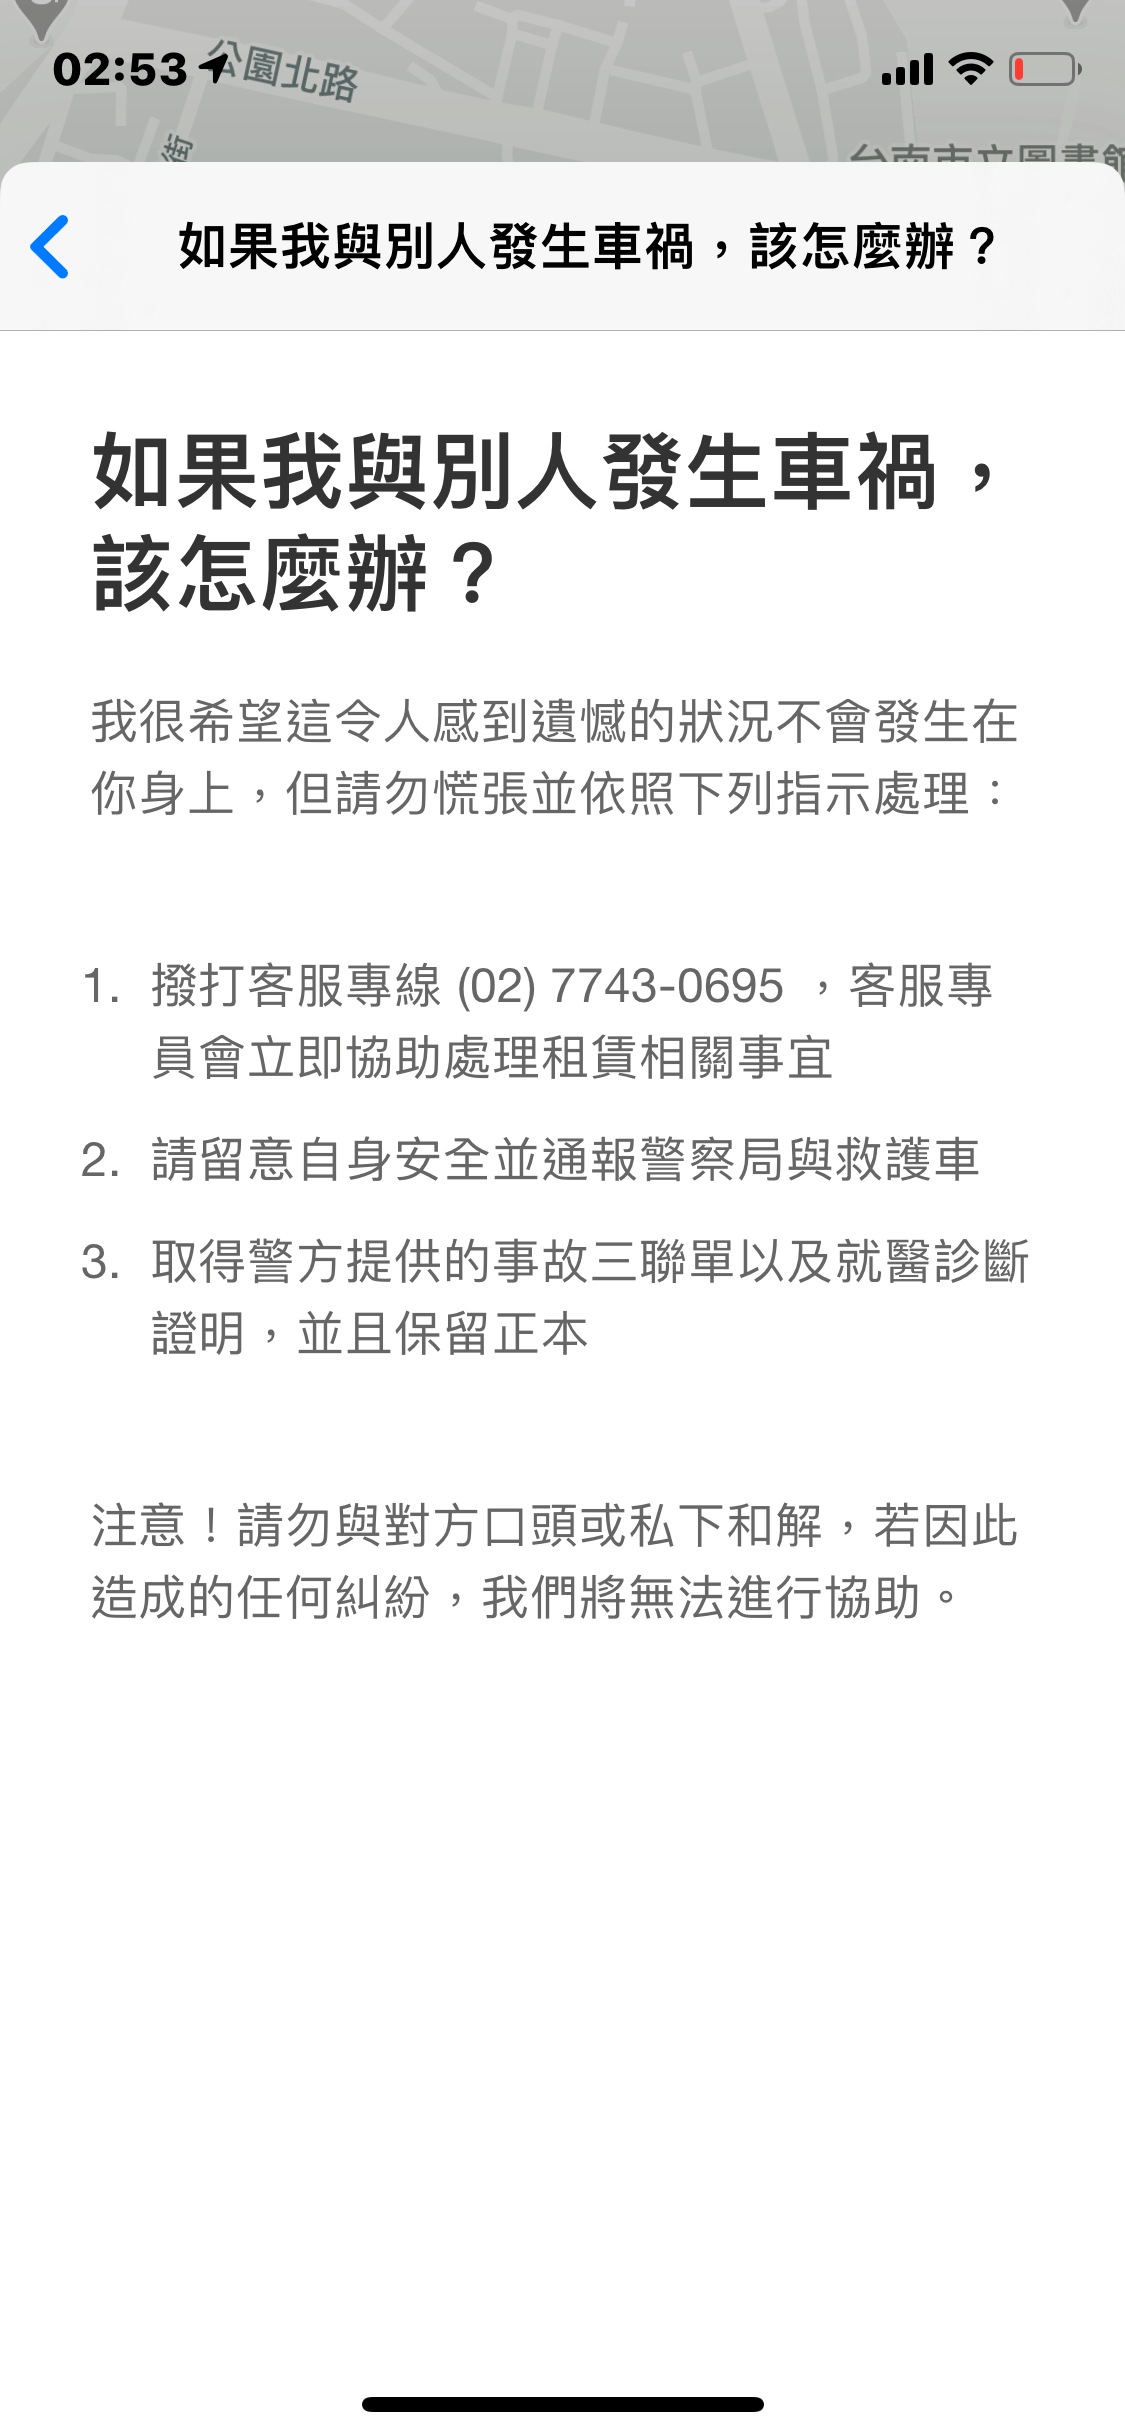 02:53
公園北路
街
台南市立圖書館
如果我與別人發生車禍，該怎麼辦？
如果我與別人發生車禍，
該怎麼辦？
我很希望這令人感到遺憾的狀況不會發生在
你身上，但請勿慌張並依照下列指示處理：
1. 撥打客服專線 (02) 7743-0695 ，客服專
員會立即協助處理租賃相關事宜
2. 請留意自身安全並通報警察局與救護車
3. 取得警方提供的事故三聯單以及就醫診斷
證明，並且保留正本
注意！請勿與對方口頭或私下和解，若因此
造成的任何糾紛，我們將無法進行協助。